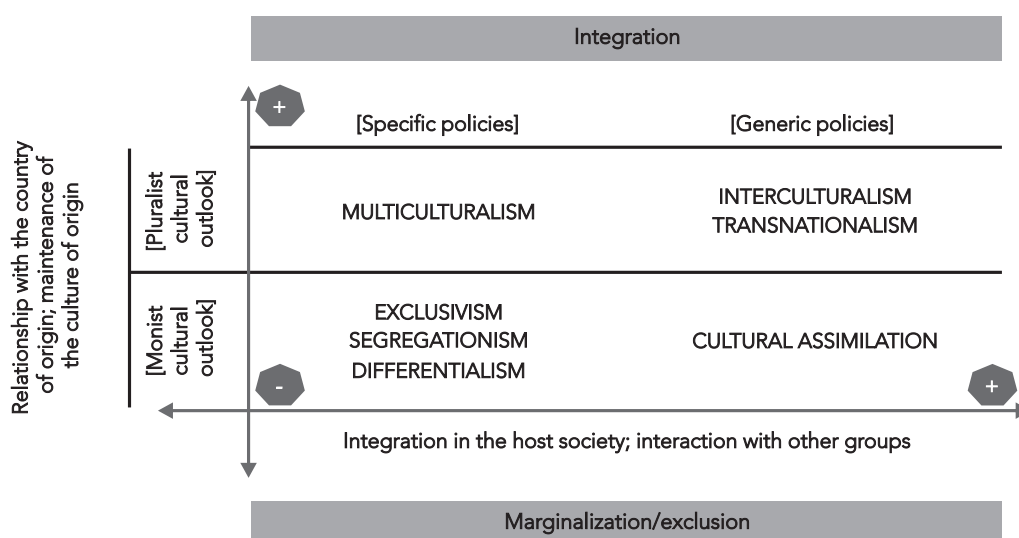 Integration
+
[Specific policies]
[Generic policies]
Relationship with the country
of origin; maintenance of
the culture of origin
[Pluralist
cultural
outlook]
MULTICULTURALISM
INTERCULTURALISM
TRANSNATIONALISM
[Monist
cultural
outlook]
EXCLUSIVISM
SEGREGATIONISM
DIFFERENTIALISM
CULTURAL ASSIMILATION
-
+
Integration in the host society; interaction with other groups
Marginalization/exclusion